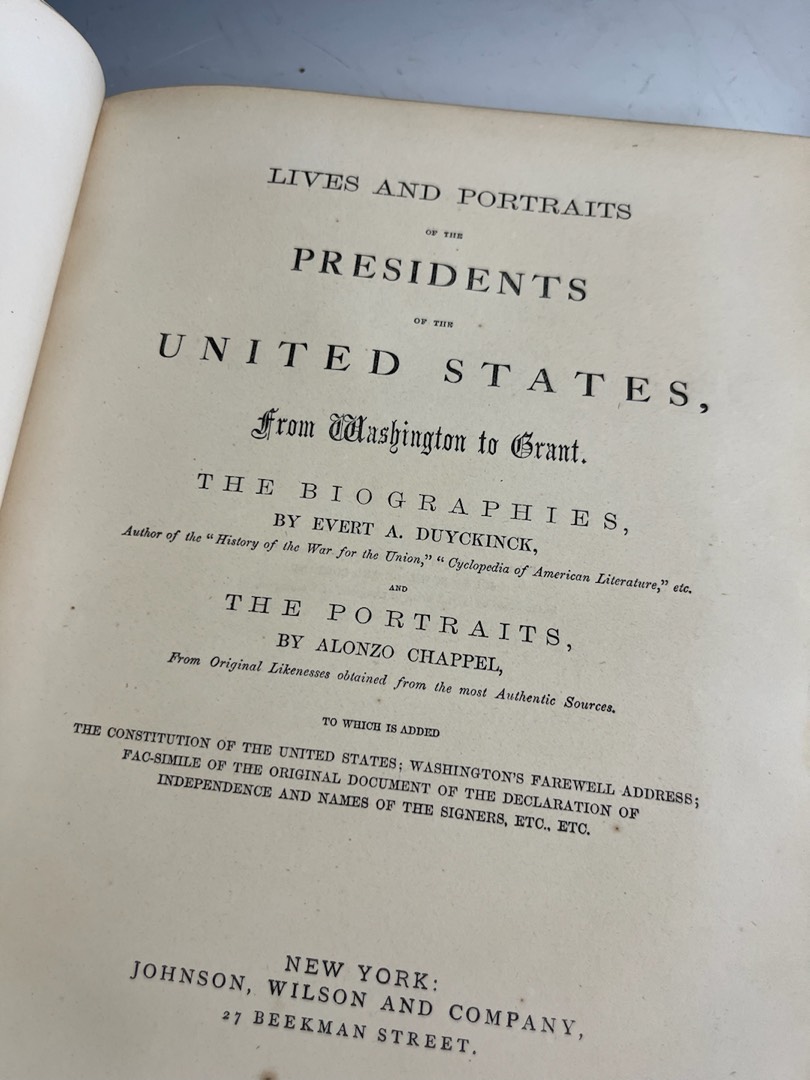 LIVES AND PORTRAITS
OF THE
PRESIDENTS
OF THE
UNITED STATES,
From Washington to Grant.
THE BIOGRAPHIES,
BY EVERT A. DUYCKINCK,
Author of the "History of the War for the Union," "Cyclopedia of American Literature," etc.
AND
THE PORTRAITS,
BY ALONZO CHAPPEL,
From Original Likenesses obtained from the most Authentic Sources.
TO WHICH IS ADDED
THE CONSTITUTION OF THE UNITED STATES; WASHINGTON'S FAREWELL ADDRESS;
FAC-SIMILE OF THE ORIGINAL DOCUMENT OF THE DECLARATION OF
INDEPENDENCE AND NAMES OF THE SIGNERS, ETC., ETC.
NEW YORK:
JOHNSON, WILSON AND COMPANY,
27 BEEKMAN STREET.